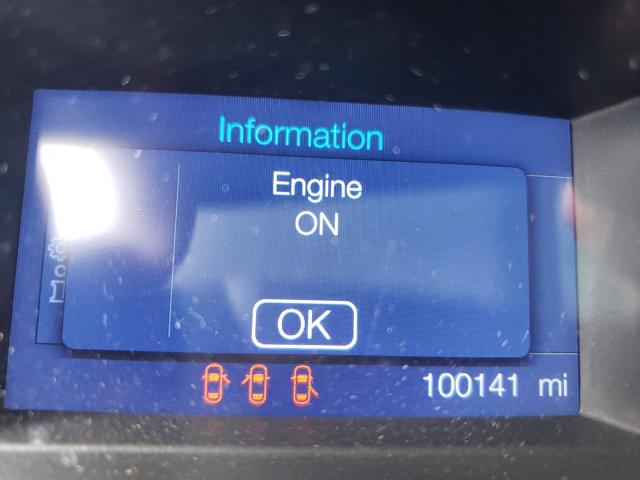 Information
Engine
ON
OK
100141 mi